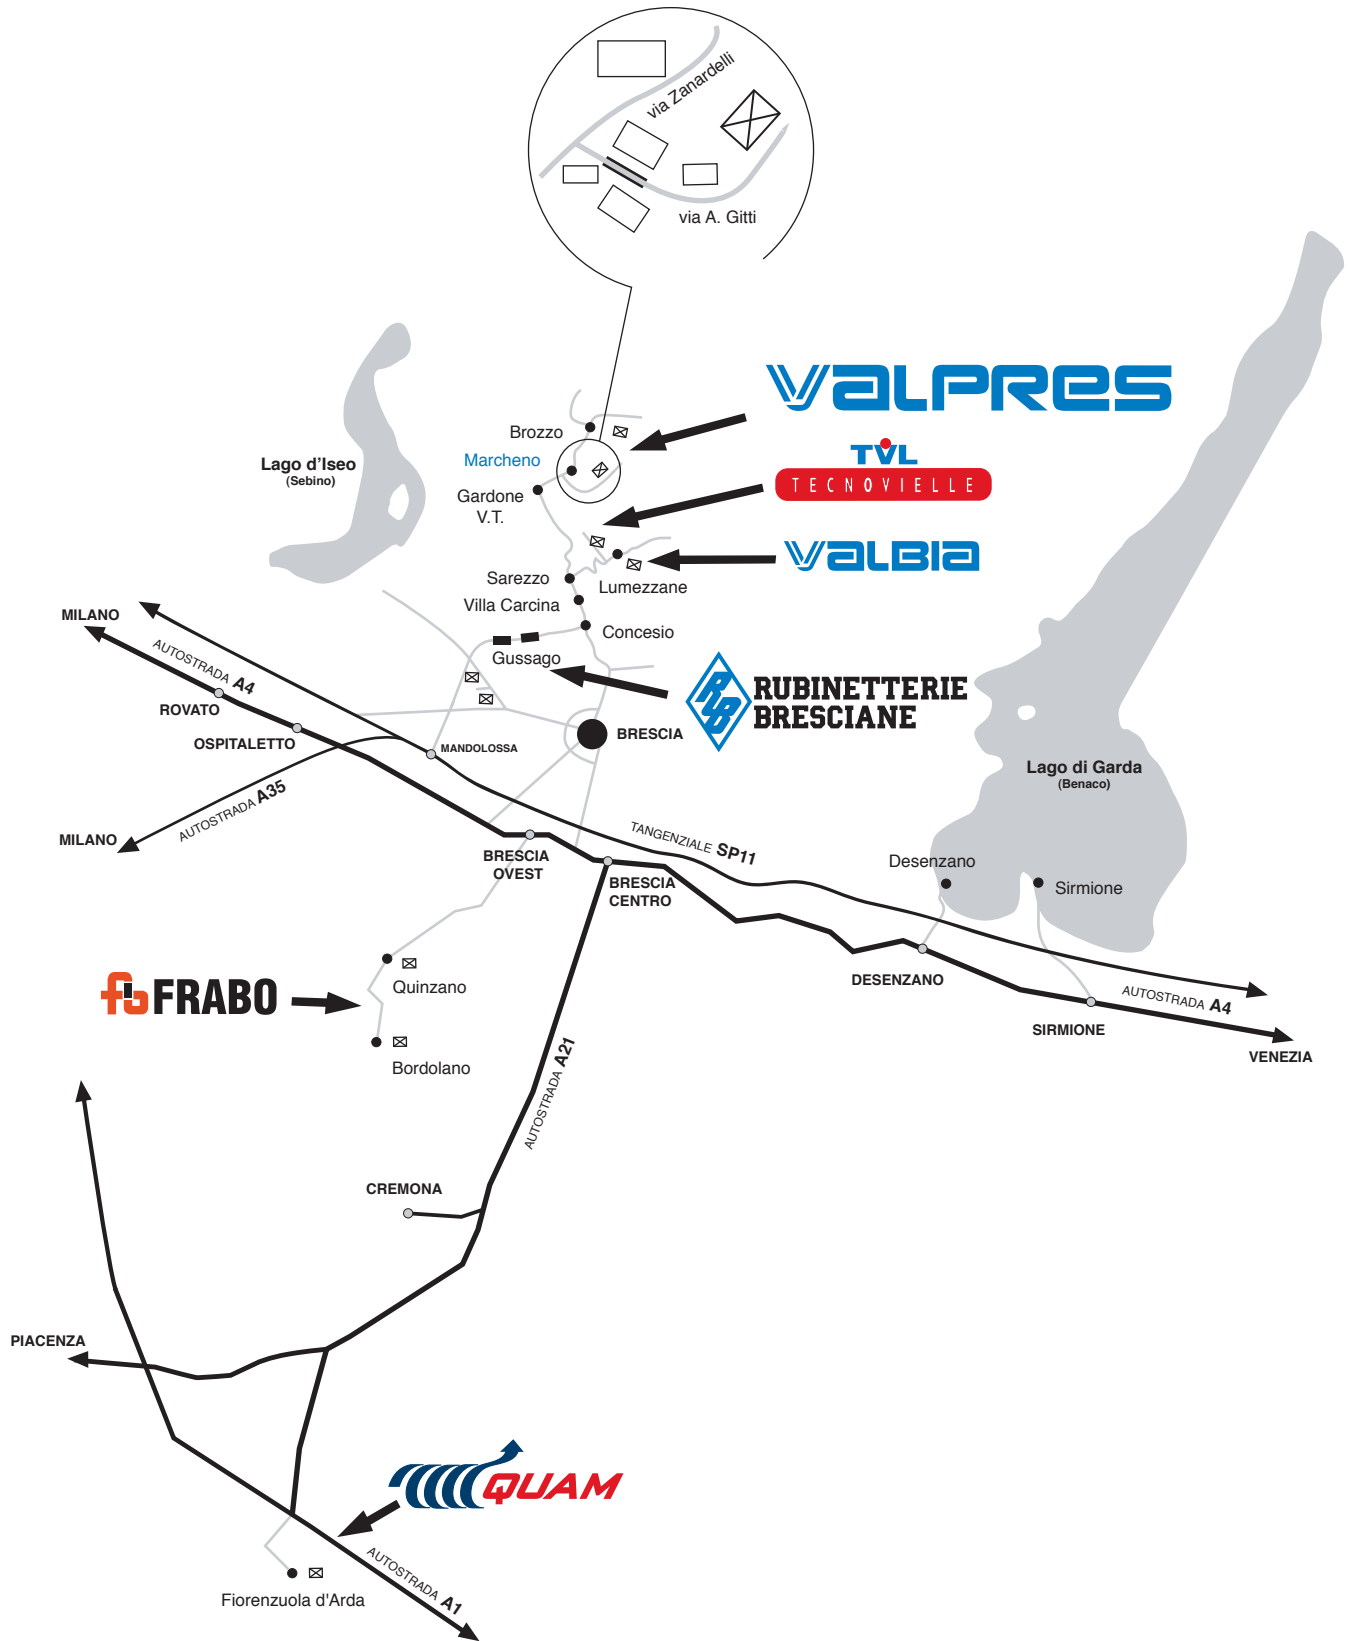 via Zanardelli
via A. Gitti
VALPRES
Brozzo
Marcheno
Lago d'Iseo
(Sebino)
TVL
TECNOVIELLE
Gardone
V.T.
VALBIA
Sarezzo
Lumezzane
Villa Carcina
MILANO
Concesio
AUTOSTRADA A4
Gussago
RB
RUBINETTERIE
BRESCIANE
ROVATO
OSPITALETTO
MANDOLOSSA
BRESCIA
Lago di Garda
(Benaco)
AUTOSTRADA A35
MILANO
TANGENZIALE SP11
BRESCIA
OVEST
BRESCIA
CENTRO
Desenzano
Sirmione
DESENZANO
FRABO
Quinzano
AUTOSTRADA A4
SIRMIONE
VENEZIA
Bordolano
AUTOSTRADA A21
CREMONA
PIACENZA
QUAM
AUTOSTRADA A1
Fiorenzuola d'Arda